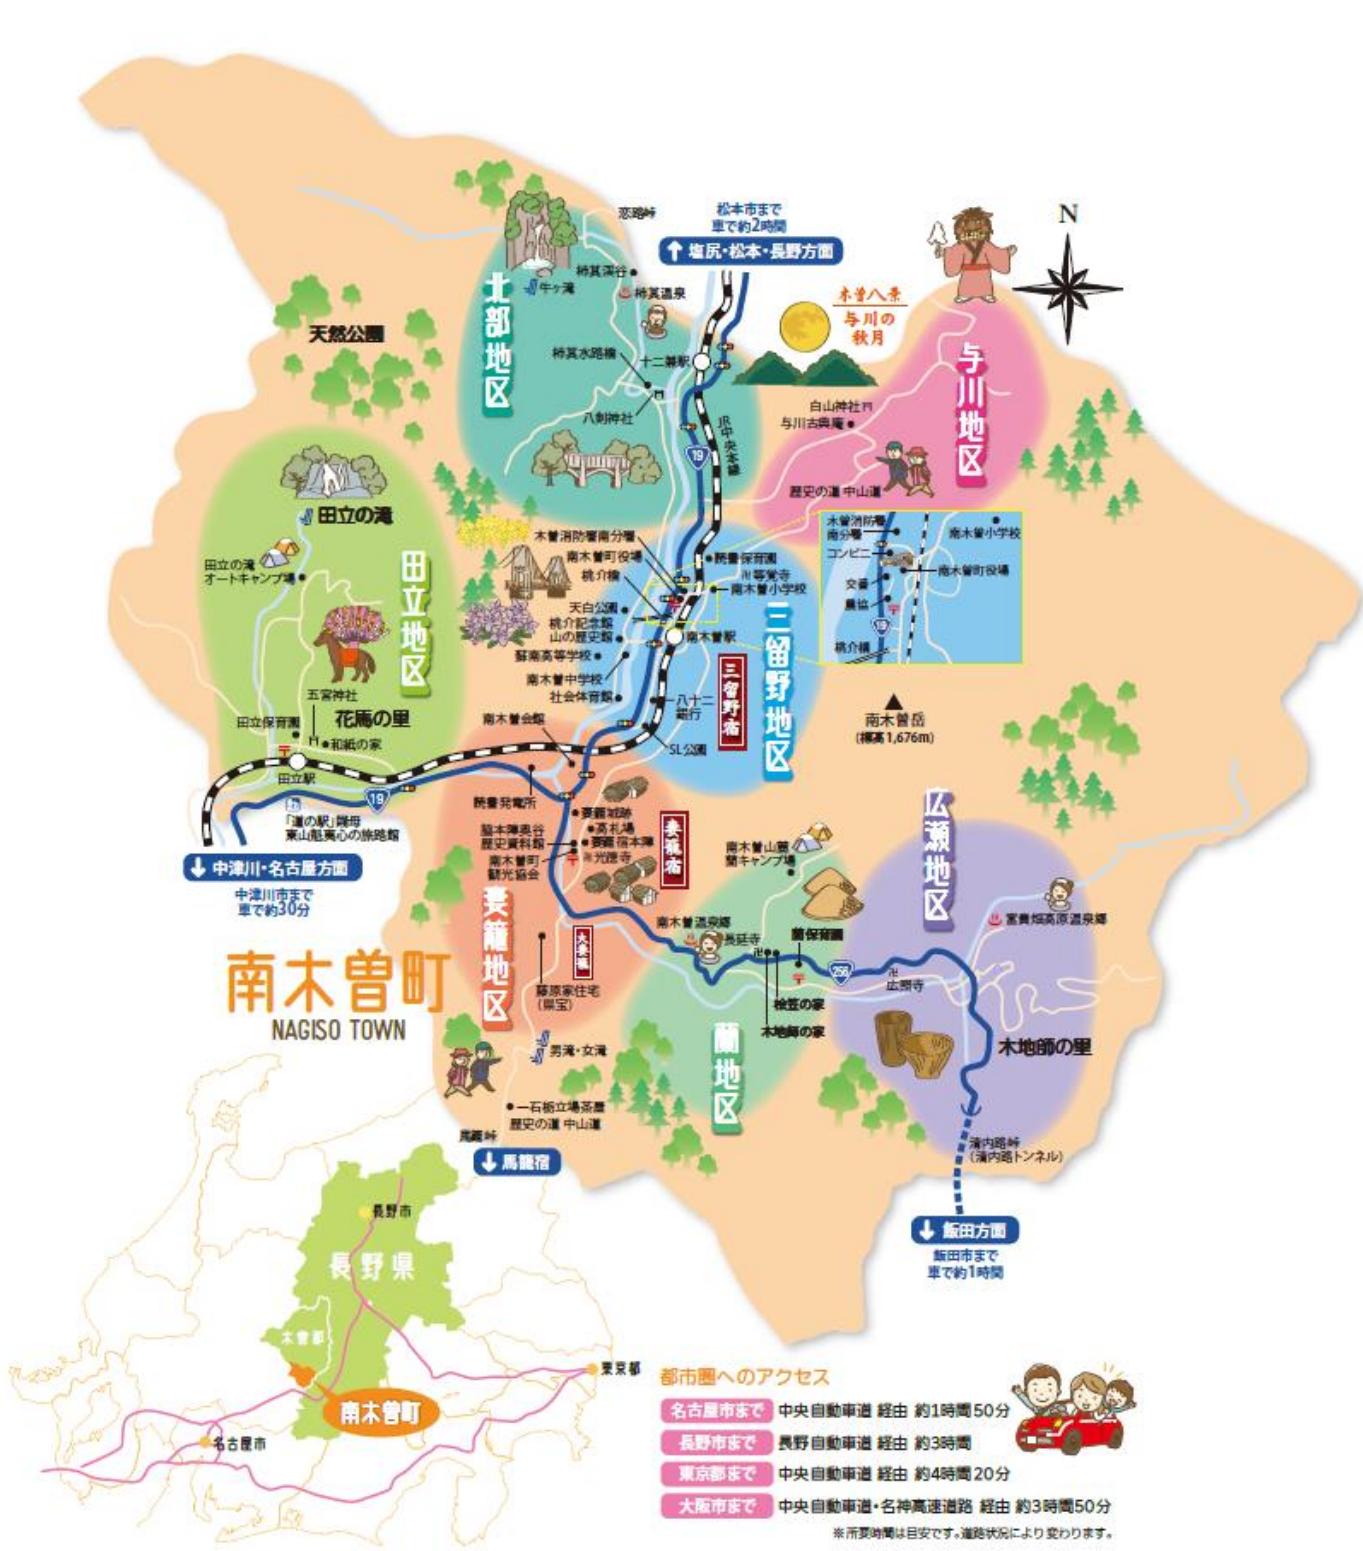 恋路峠
松本市まで
車で約2時間
↑ 塩尻・松本・長野方面
N
柿其渓谷
牛ヶ滝
柿其温泉
北部地区
木曽八景
与川の
秋月
天然公園
柿其水路橋
十二兼駅
与川地区
八剣神社
白山神社
与川古典庵
JR中央本線
19
歴史の道 中山道
田立の滝
田立の滝
オートキャンプ場
田立地区
木曽消防署南分署
南木曽町役場
桃介橋
読書保育園
卍等覚寺
南木曽小学校
天白公園
桃介記念館
山の歴史館
南木曽駅
蘇南高等学校
南木曽中学校
社会体育館
三留野地区
三留野宿
八十二
銀行
SL公園
木曽消防署
南分署
コンビニ
南木曽小学校
南木曽町役場
交番
農協
19
桃介橋
南木曽岳
(標高1,676m)
五宮神社
花馬の里
田立保育園
和紙の家
田立駅
19
「道の駅」賤母
東山魁夷心の旅路館
↓ 中津川・名古屋方面
中津川市まで
車で約30分
南木曽会館
読書発電所
妻籠城跡
高札場
脇本陣奥谷
歴史資料館
妻籠宿本陣
卍光徳寺
南木曽町
観光協会
妻籠宿
妻籠地区
大妻籠
藤原家住宅
(県宝)
男滝・女滝
一石栃立場茶屋
歴史の道 中山道
馬籠峠
↓ 馬籠宿
南木曽山麓
蘭キャンプ場
南木曽温泉郷
長延寺
卍
蘭保育園
256
桧笠の家
木地師の家
蘭地区
広瀬地区
富貴畑高原温泉郷
卍
広照寺
木地師の里
清内路峠
(清内路トンネル)
↓ 飯田方面
飯田市まで
車で約1時間
南木曽町
NAGISO TOWN
長野市
長野県
木曽郡
南木曽町
東京都
名古屋市
都市圏へのアクセス
名古屋市まで 中央自動車道 経由 約1時間50分
長野市まで 長野自動車道 経由 約3時間
東京都まで 中央自動車道 経由 約4時間20分
大阪市まで 中央自動車道・名神高速道路 経由 約3時間50分
※所要時間は目安です。道路状況により変わります。